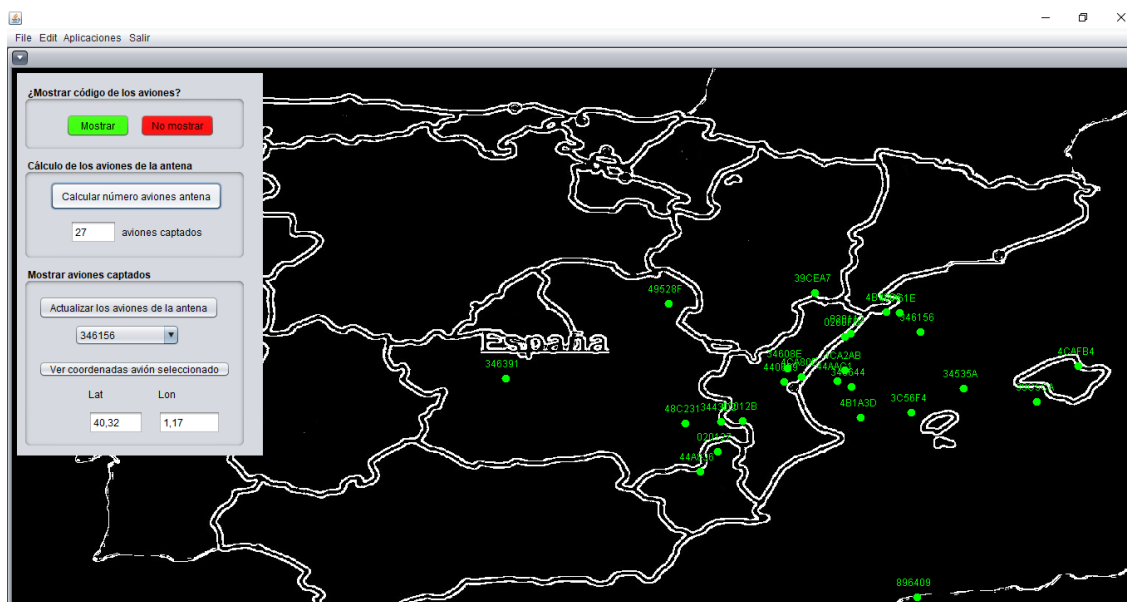 File Edit Aplicaciones Salir
¿Mostrar código de los aviones?
Mostrar No mostrar
Cálculo de los aviones de la antena
Calcular número aviones antena
27 aviones captados
Mostrar aviones captados
Actualizar los aviones de la antena
346156
Ver coordenadas avión seleccionado
Lat Lon
40,32 1,17
39CEA7
49528F
346156
España
346391
34608E
4CA2AB
4CAFB4
34535A
4B1A3D
3C56F4
48C231
896409